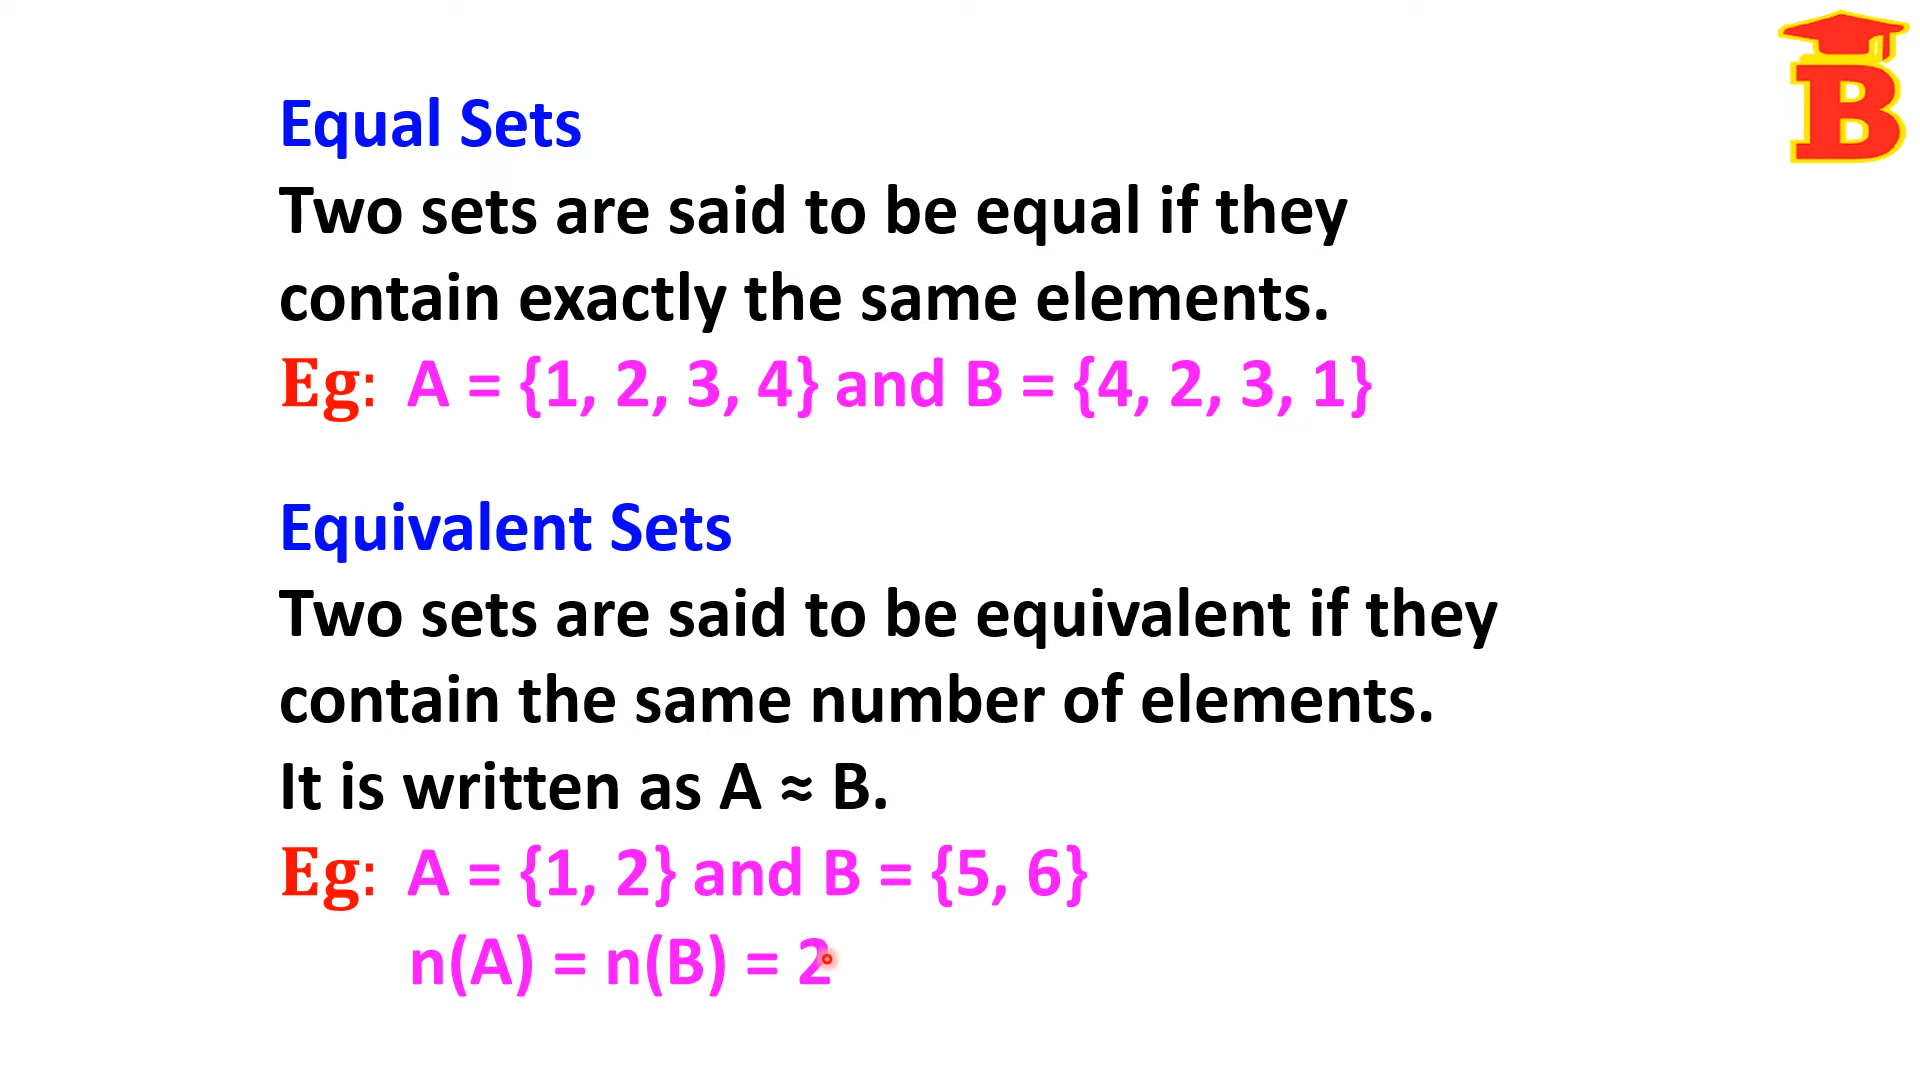 B
Equal Sets
Two sets are said to be equal if they
contain exactly the same elements.
Eg: A = {1, 2, 3, 4} and B = {4, 2, 3, 1}
Equivalent Sets
Two sets are said to be equivalent if they
contain the same number of elements.
It is written as A ≈ B.
Eg: A = {1, 2} and B = {5, 6}
n(A) = n(B) = 2